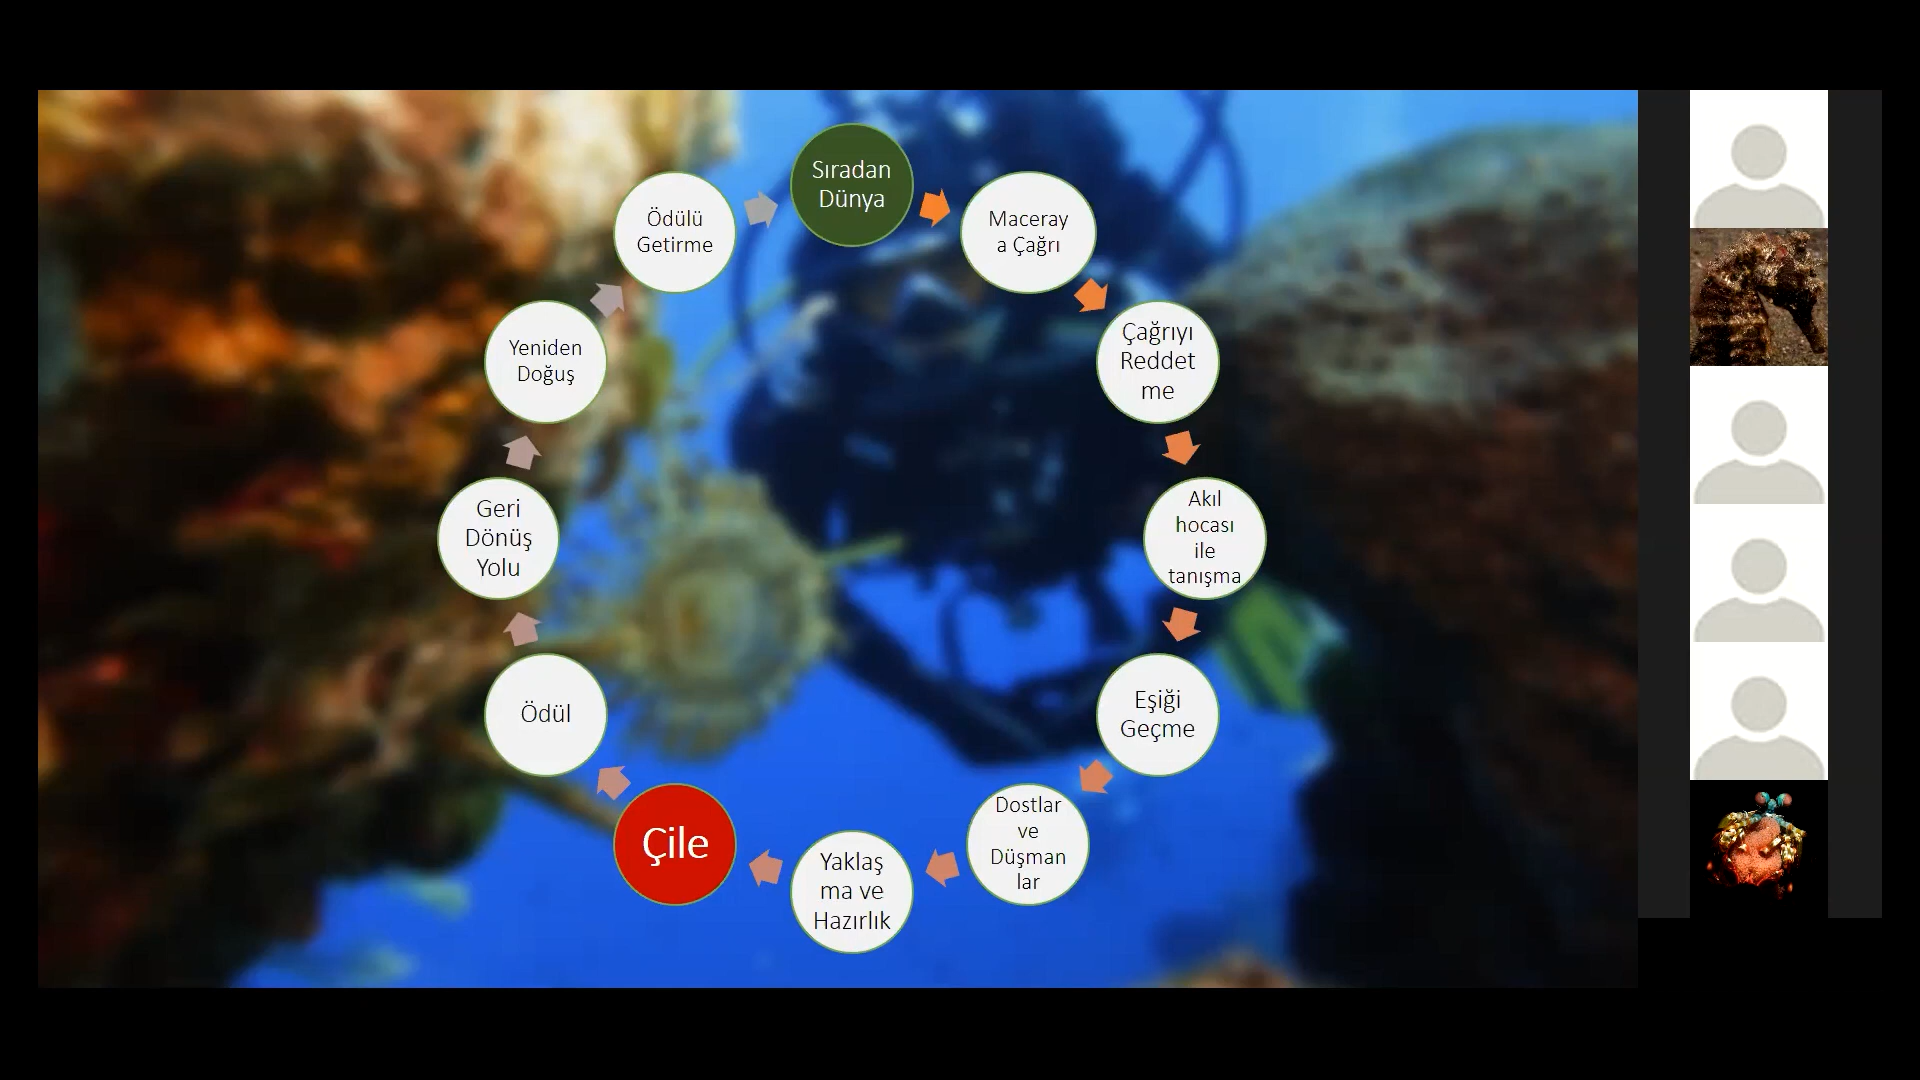 Sıradan
Dünya
Maceray
a Çağrı
Çağrıyı
Reddet
me
Akıl
hocası
ile
tanışma
Eşiği
Geçme
Dostlar
ve
Düşman
lar
Yaklaş
ma ve
Hazırlık
Çile
Ödül
Geri
Dönüş
Yolu
Yeniden
Doğuş
Ödülü
Getirme